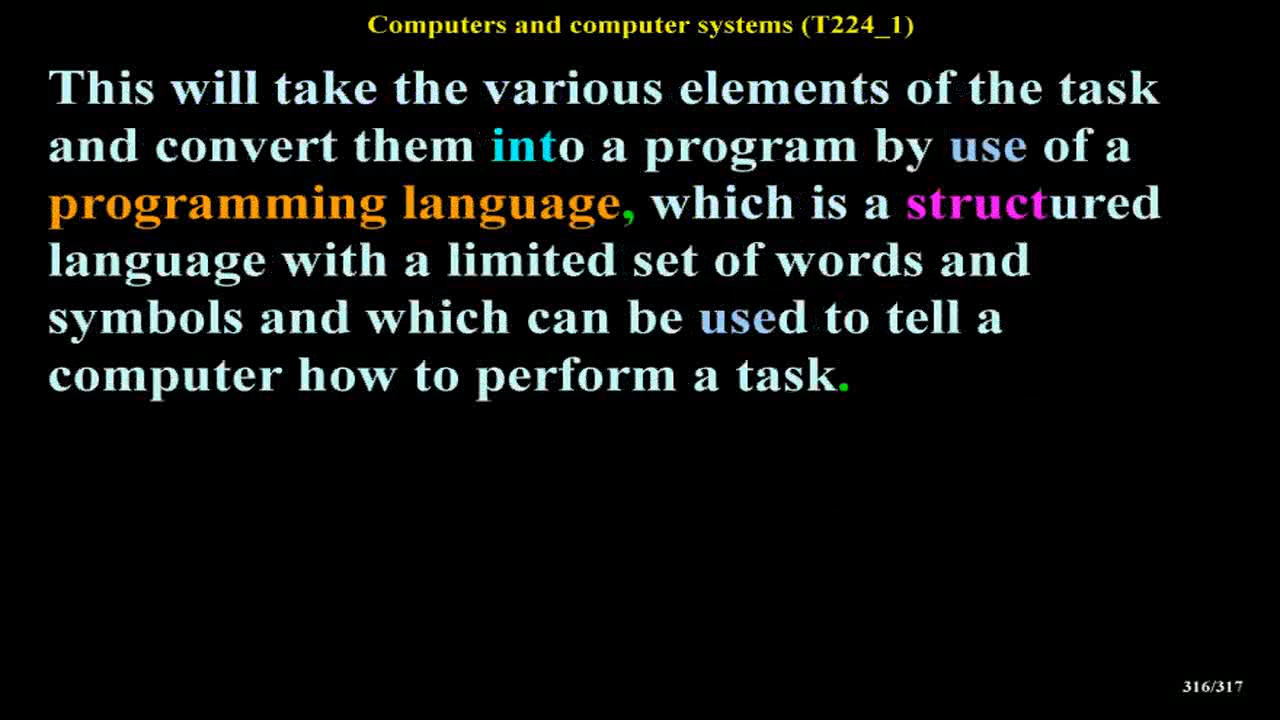 Computers and computer systems (T224_1)
This will take the various elements of the task
and convert them into a program by use of a
programming language, which is a structured
language with a limited set of words and
symbols and which can be used to tell a
computer how to perform a task.
316/317